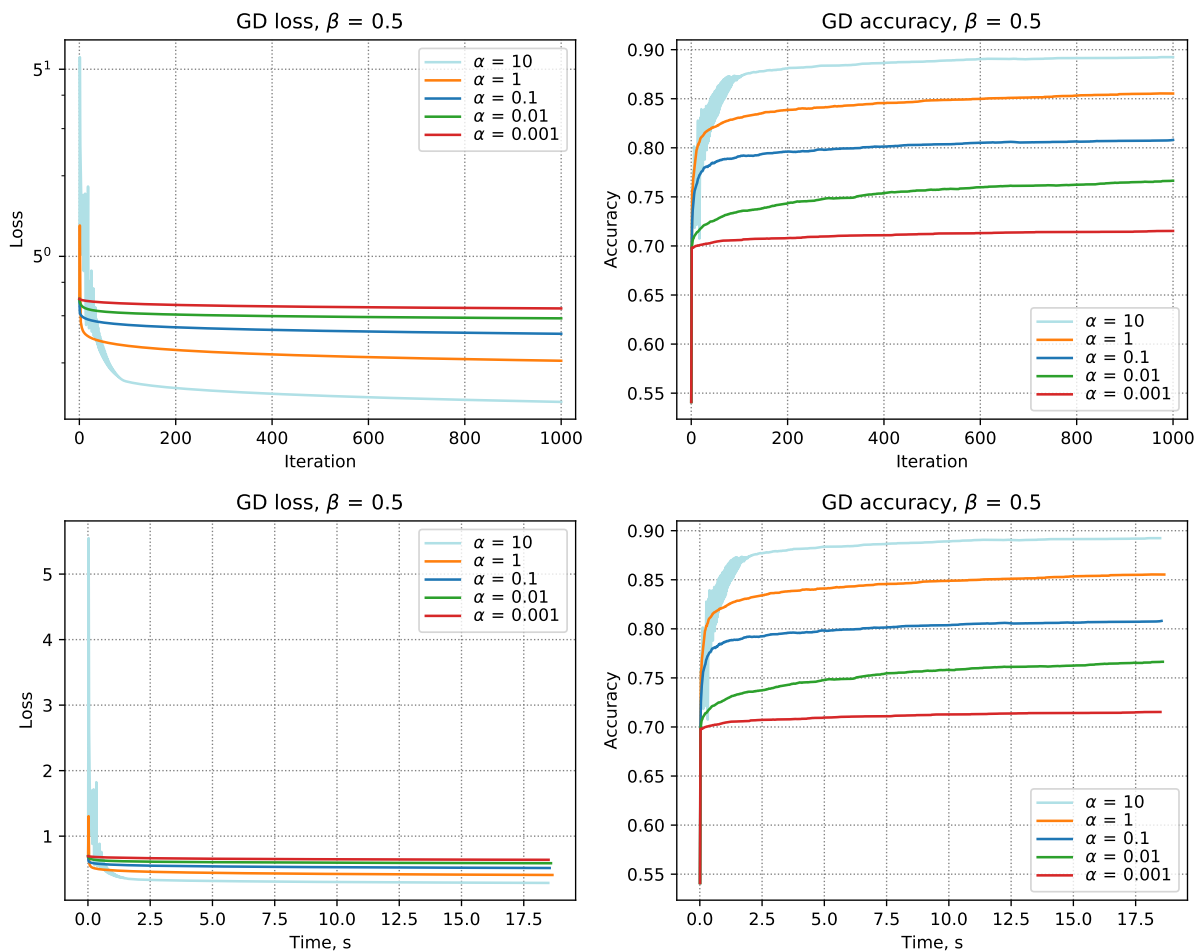 GD loss, β = 0.5
5¹
5⁰
Loss
0 200 400 600 800 1000
Iteration
α = 10
α = 1
α = 0.1
α = 0.01
α = 0.001
GD accuracy, β = 0.5
0.90
0.85
0.80
0.75
0.70
0.65
0.60
0.55
Accuracy
0 200 400 600 800 1000
Iteration
α = 10
α = 1
α = 0.1
α = 0.01
α = 0.001
GD loss, β = 0.5
5
4
3
2
1
Loss
0.0 2.5 5.0 7.5 10.0 12.5 15.0 17.5
Time, s
α = 10
α = 1
α = 0.1
α = 0.01
α = 0.001
GD accuracy, β = 0.5
0.90
0.85
0.80
0.75
0.70
0.65
0.60
0.55
Accuracy
0.0 2.5 5.0 7.5 10.0 12.5 15.0 17.5
Time, s
α = 10
α = 1
α = 0.1
α = 0.01
α = 0.001